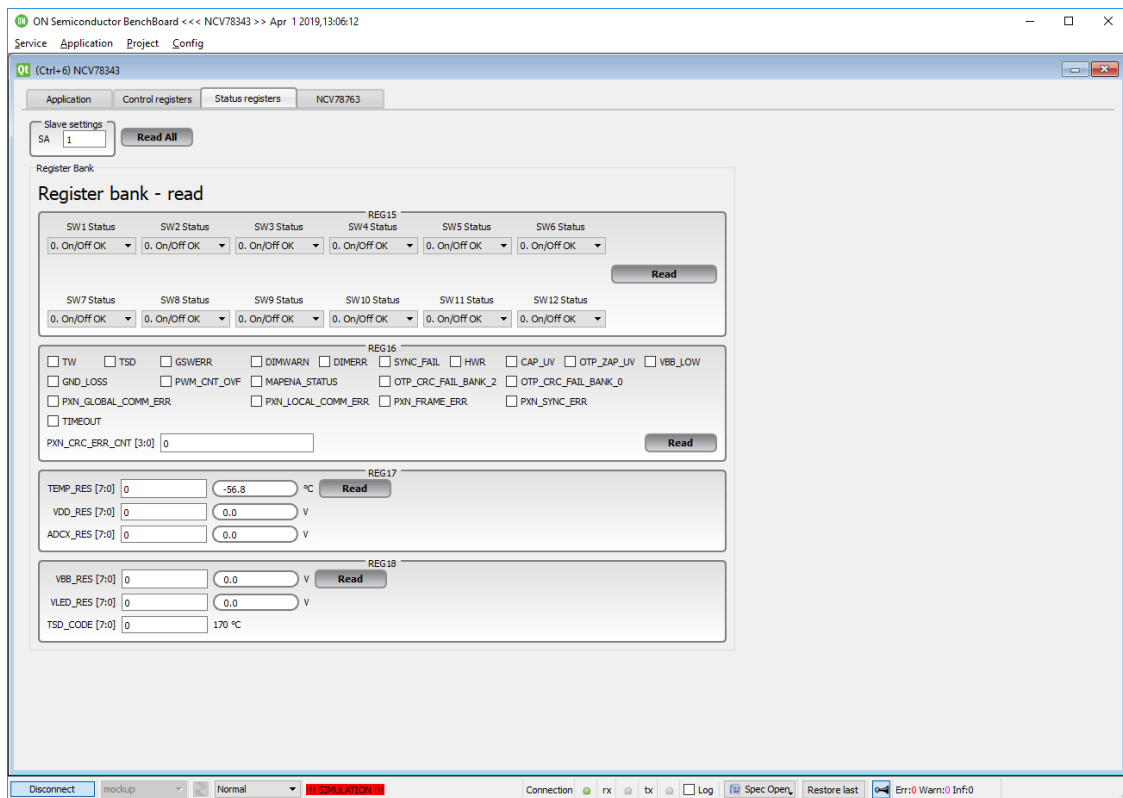 ON Semiconductor BenchBoard <<< NCV78343 >> Apr 1 2019,13:06:12
Service Application Project Config
Qt (Ctrl+6) NCV78343
Application Control registers Status registers NCV78763
Slave settings
SA 1 Read All
Register Bank
Register bank - read
REG15
SW1 Status SW2 Status SW3 Status SW4 Status SW5 Status SW6 Status
0. On/Off OK 0. On/Off OK 0. On/Off OK 0. On/Off OK 0. On/Off OK 0. On/Off OK
Read
SW7 Status SW8 Status SW9 Status SW10 Status SW11 Status SW12 Status
0. On/Off OK 0. On/Off OK 0. On/Off OK 0. On/Off OK 0. On/Off OK 0. On/Off OK
REG16
TW TSD GSWERR DIMWARN DIMERR SYNC_FAIL HWR CAP_UV OTP_ZAP_UV VBB_LOW
GND_LOSS PWM_CNT_OVF MAPENA_STATUS OTP_CRC_FAIL_BANK_2 OTP_CRC_FAIL_BANK_0
PXN_GLOBAL_COMM_ERR PXN_LOCAL_COMM_ERR PXN_FRAME_ERR PXN_SYNC_ERR
TIMEOUT
PXN_CRC_ERR_CNT [3:0] 0 Read
REG17
TEMP_RES [7:0] 0 -56.8 ºC Read
VDD_RES [7:0] 0 0.0 V
ADCX_RES [7:0] 0 0.0 V
REG18
VBB_RES [7:0] 0 0.0 V Read
VLED_RES [7:0] 0 0.0 V
TSD_CODE [7:0] 0 170 ºC
Disconnect mockup Normal !!! SIMULATION !!! Connection rx tx Log Spec Open, Restore last Err:0 Warn:0 Inf:0